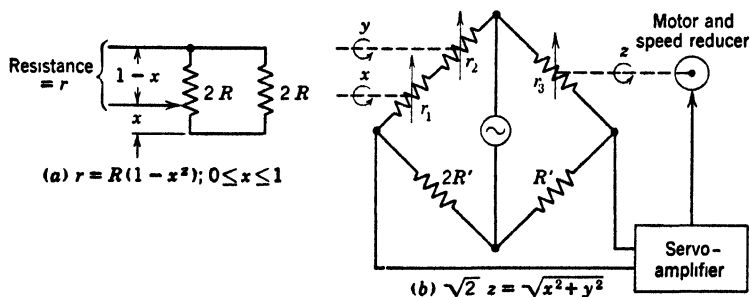 Resistance
= r
1 - x
x
2R
2R
(a) r = R(1 - x²); 0 ≤ x ≤ 1
y
x
r₂
r₁
r₃
z
Motor and
speed reducer
2R'
R'
Servo-
amplifier
(b) √2 z = √x² + y²